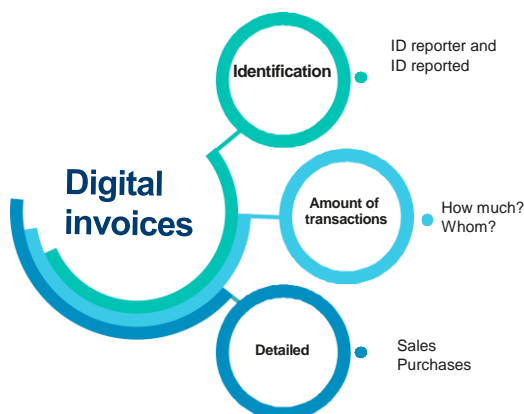 Digital
invoices
Identification
ID reporter and
ID reported
Amount of
transactions
How much?
Whom?
Detailed
Sales
Purchases